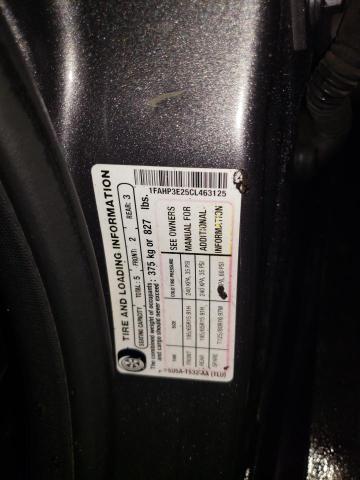 TIRE AND LOADING INFORMATION
SEATING CAPACITY: TOTAL: 5 FRONT: 2 REAR: 3
The combined weight of occupants and cargo should never exceed: 375 kg or 827 lbs.
TIRE SIZE COLD TIRE PRESSURE
FRONT 195/65R15 91H 240 KPA, 35 PSI
REAR 195/65R15 91H 240 KPA, 35 PSI
SPARE T125/80R16 97M KPA, 60 PSI
SEE OWNERS
MANUAL FOR
ADDITIONAL
INFORMATION
(TLU)
1FAHP3E25CL463125